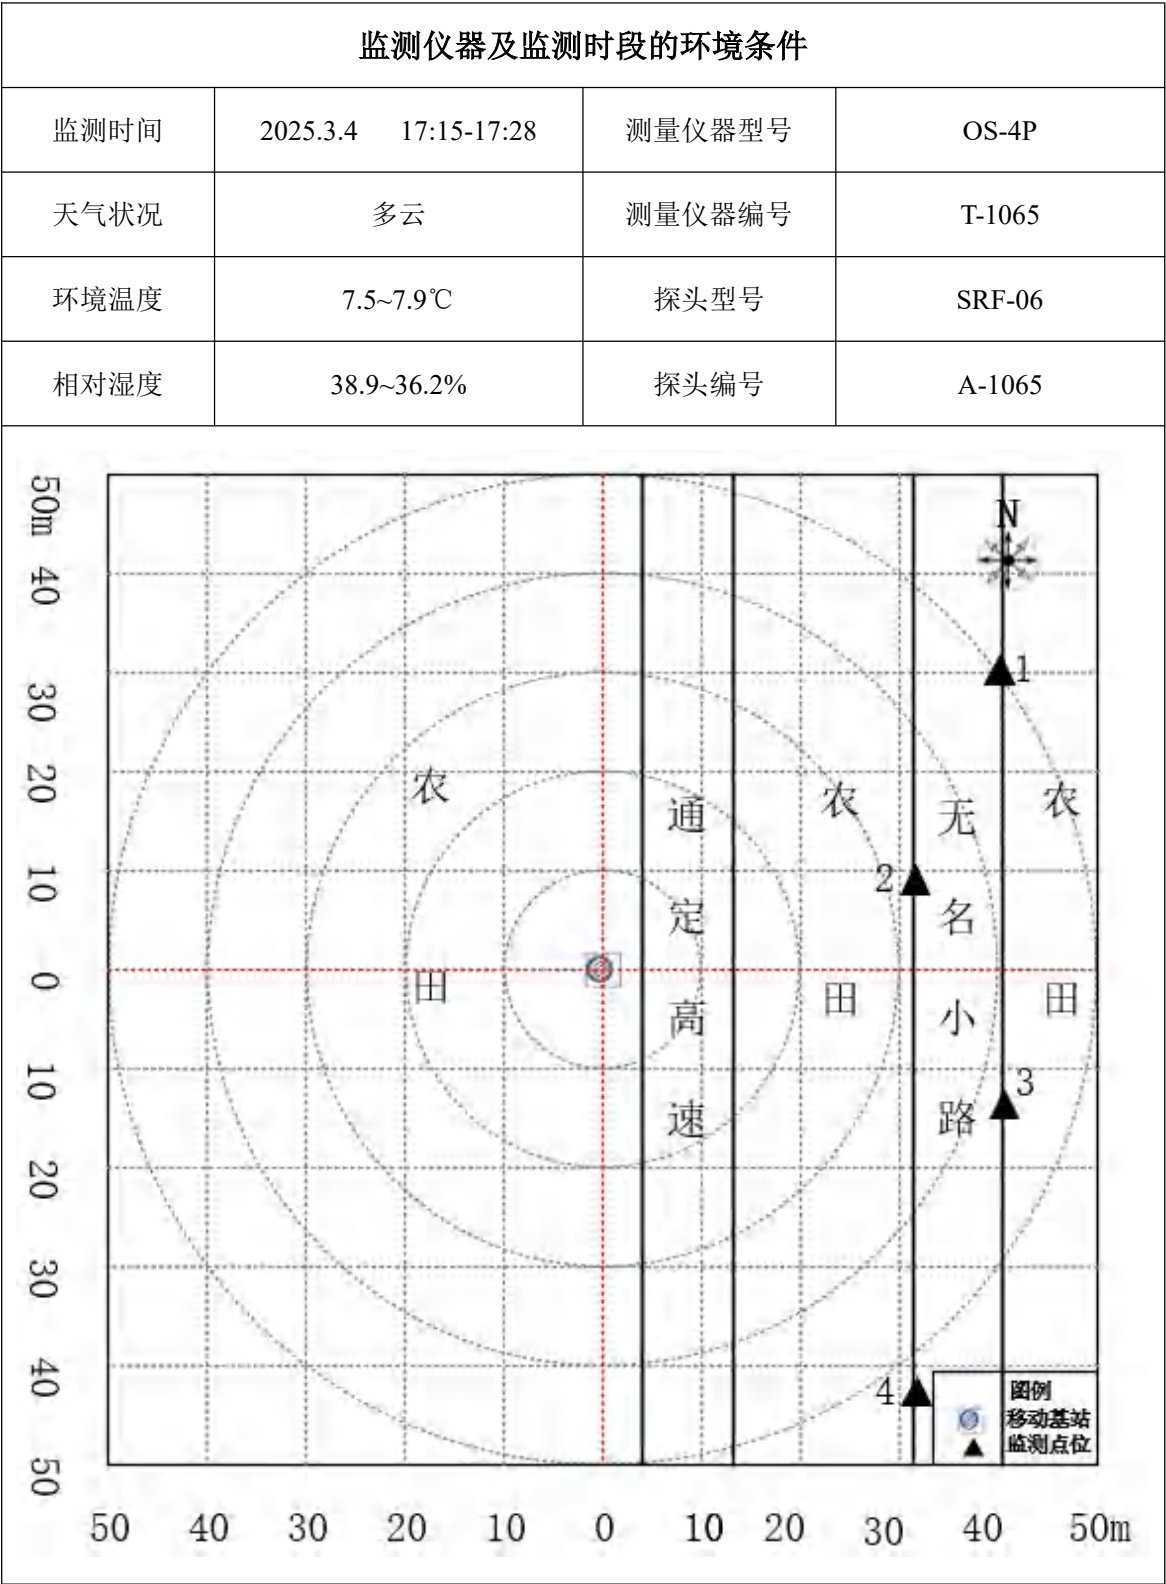 监测仪器及监测时段的环境条件
监测时间 2025.3.4 17:15-17:28 测量仪器型号 OS-4P
天气状况 多云 测量仪器编号 T-1065
环境温度 7.5~7.9℃ 探头型号 SRF-06
相对湿度 38.9~36.2% 探头编号 A-1065
50m
40
30
20
10
0
10
20
30
40
50
N
1
农田
通定高速
农田
无名小路
农田
2
3
4
图例
移动基站
监测点位
50 40 30 20 10 0 10 20 30 40 50m